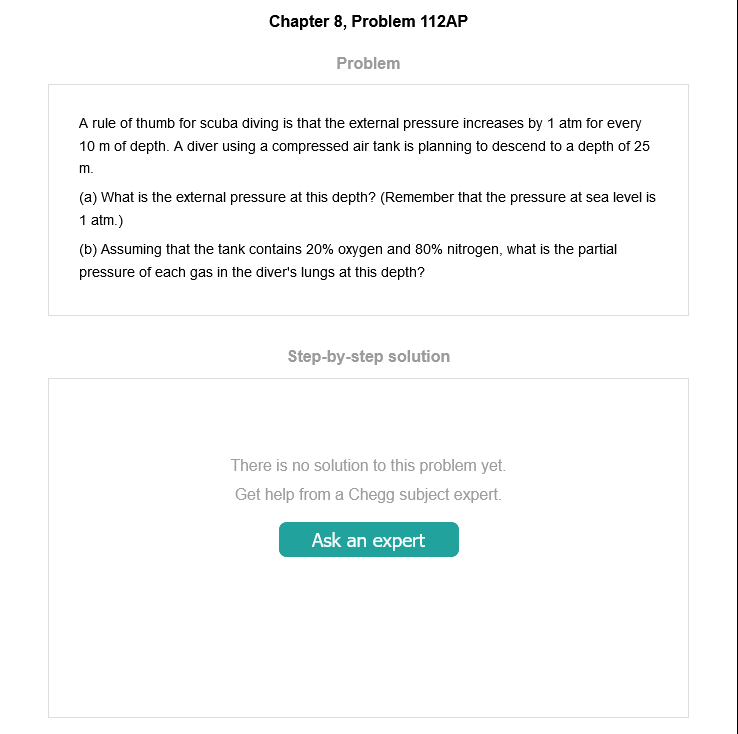 Chapter 8, Problem 112AP
Problem
A rule of thumb for scuba diving is that the external pressure increases by 1 atm for every
10 m of depth. A diver using a compressed air tank is planning to descend to a depth of 25
m.
(a) What is the external pressure at this depth? (Remember that the pressure at sea level is
1 atm.)
(b) Assuming that the tank contains 20% oxygen and 80% nitrogen, what is the partial
pressure of each gas in the diver's lungs at this depth?
Step-by-step solution
There is no solution to this problem yet.
Get help from a Chegg subject expert.
Ask an expert